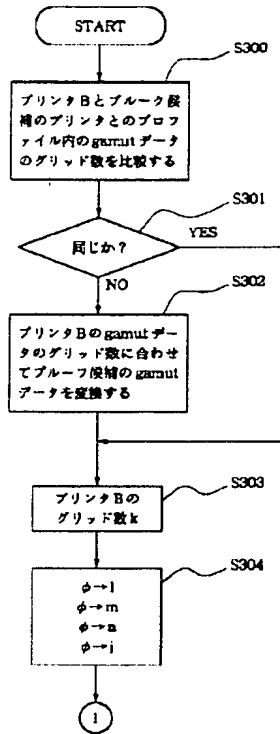 START
S300
プリンタBとプルーク候
補のプリンタとのプロフ
ァイル内のgamutデータ
のグリッド数を比較する
S301
同じか?
YES
NO
S302
プリンタBのgamutデー
タのグリッド数に合わせ
てプルーフ候補のgamut
データを変換する
S303
プリンタBの
グリッド数k
S304
φ→l
φ→m
φ→n
φ→j
1